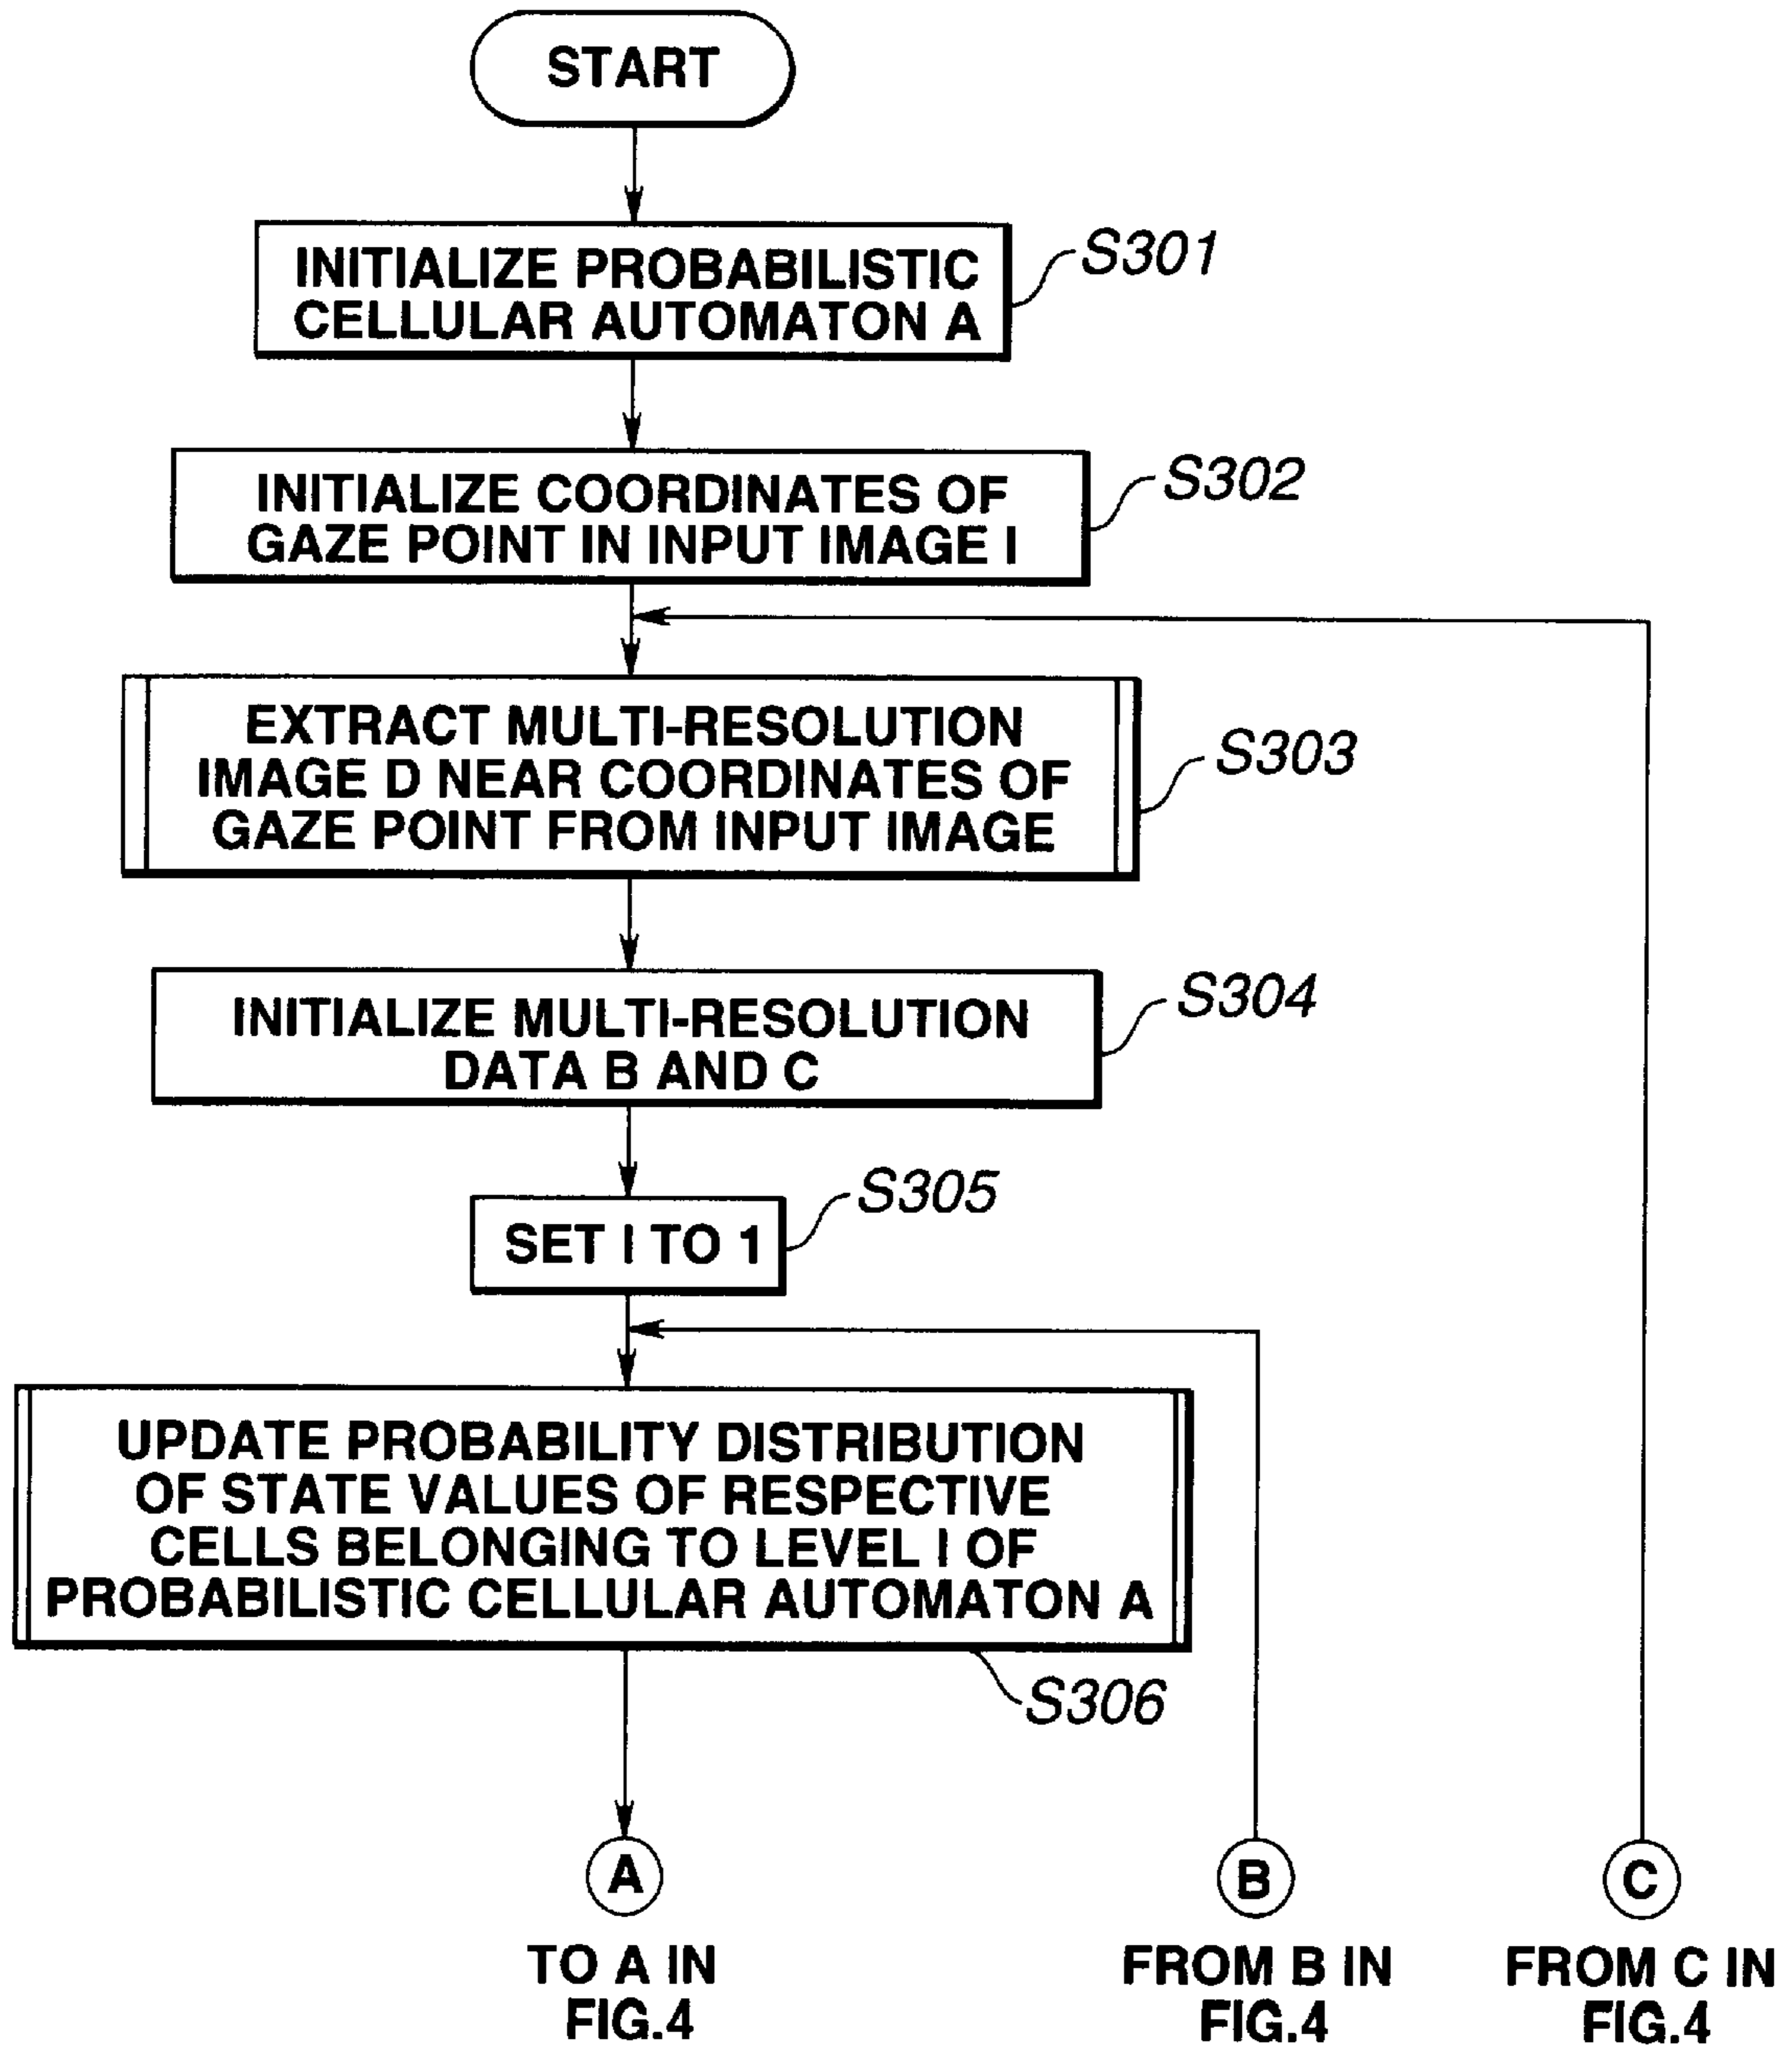 START
INITIALIZE PROBABILISTIC
CELLULAR AUTOMATON A
S301
INITIALIZE COORDINATES OF
GAZE POINT IN INPUT IMAGE I
S302
EXTRACT MULTI-RESOLUTION
IMAGE D NEAR COORDINATES OF
GAZE POINT FROM INPUT IMAGE
S303
INITIALIZE MULTI-RESOLUTION
DATA B AND C
S304
SET I TO 1
S305
UPDATE PROBABILITY DISTRIBUTION
OF STATE VALUES OF RESPECTIVE
CELLS BELONGING TO LEVEL I OF
PROBABILISTIC CELLULAR AUTOMATON A
S306
A
TO A IN
FIG.4
B
FROM B IN
FIG.4
C
FROM C IN
FIG.4